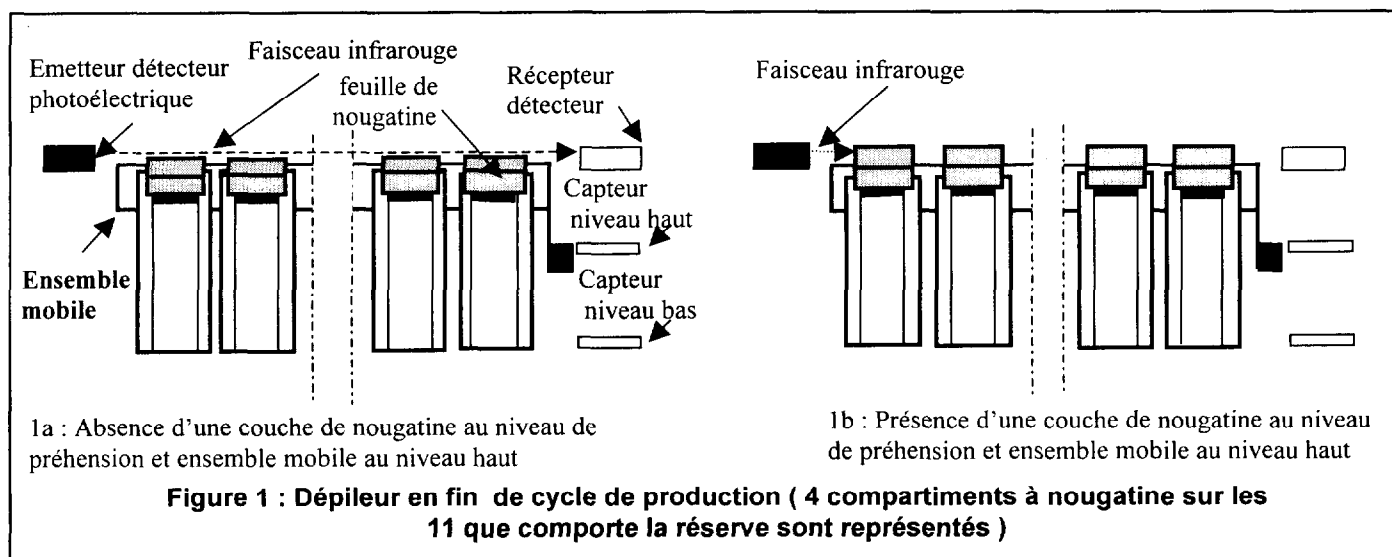 Emetteur détecteur
photoélectrique
Faisceau infrarouge
feuille de
nougatine
Récepteur
détecteur
Capteur
niveau haut
Capteur
niveau bas
Ensemble
mobile
1a : Absence d'une couche de nougatine au niveau de
préhension et ensemble mobile au niveau haut
Faisceau infrarouge
1b : Présence d'une couche de nougatine au niveau
de préhension et ensemble mobile au niveau haut
Figure 1 : Dépileur en fin de cycle de production ( 4 compartiments à nougatine sur les
11 que comporte la réserve sont représentés )